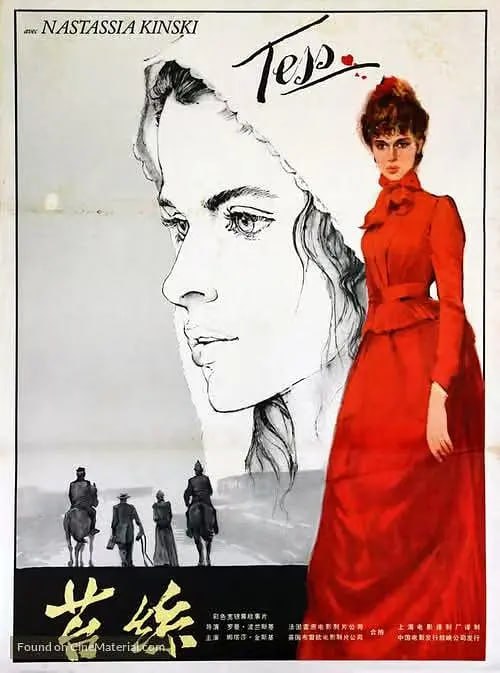 avec NASTASSIA KINSKI
Tess
苔丝
彩色宽银幕故事片
导演 罗曼·波兰斯基
主演 娜塔莎·金斯基
法国雷恩电影制片公司
英国布雷欧电影制片公司
合拍
上海电影译制厂译制
中国电影发行放映公司发行
Found on CineMaterial.com